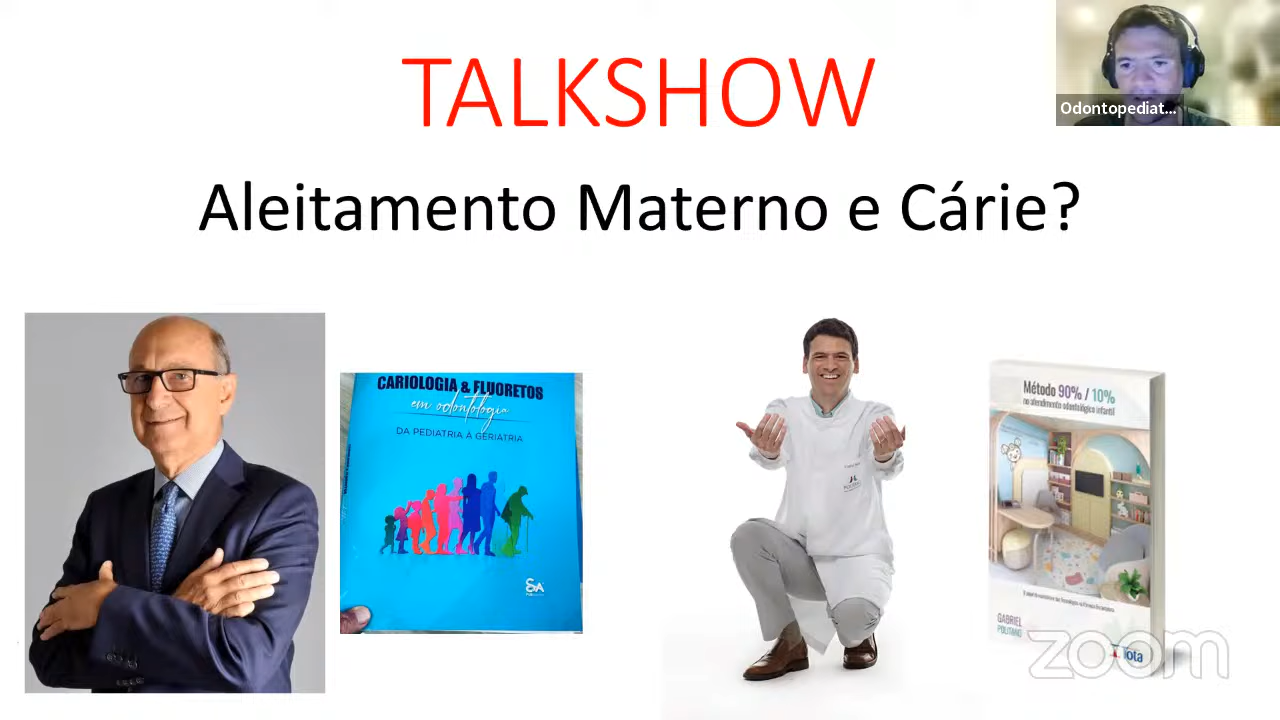 TALKSHOW
Odontopediat...
Aleitamento Materno e Cárie?
CARIOLOGIA & FLUORETOS
em odontologia
DA PEDIATRIA À GERIATRIA
Método 90% / 10%
no atendimento odontológico infantil
GABRIEL
POLITANO
Tota
zoom